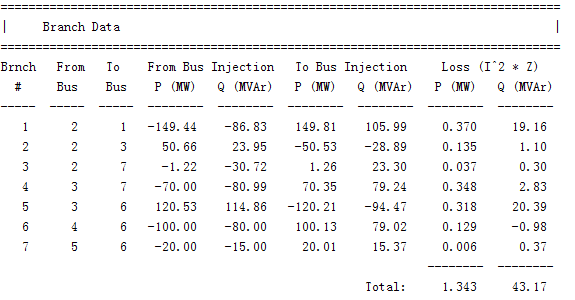 ================================================================================
|     Branch Data                                                              |
================================================================================
Brnch   From   To    From Bus Injection   To Bus Injection     Loss (I^2 * Z)
  #     Bus    Bus    P (MW)   Q (MVAr)   P (MW)   Q (MVAr)   P (MW)   Q (MVAr)
-----  -----  -----  --------  --------  --------  --------  --------  --------
   1      2      1   -149.44    -86.83    149.81    105.99     0.370     19.16
   2      2      3     50.66     23.95    -50.53    -28.89     0.135      1.10
   3      2      7     -1.22    -30.72      1.26     23.30     0.037      0.30
   4      3      7    -70.00    -80.99     70.35     79.24     0.348      2.83
   5      3      6    120.53    114.86   -120.21    -94.47     0.318     20.39
   6      4      6   -100.00    -80.00    100.13     79.02     0.129     -0.98
   7      5      6    -20.00    -15.00     20.01     15.37     0.006      0.37
                                                             --------  --------
                                                    Total:     1.343     43.17